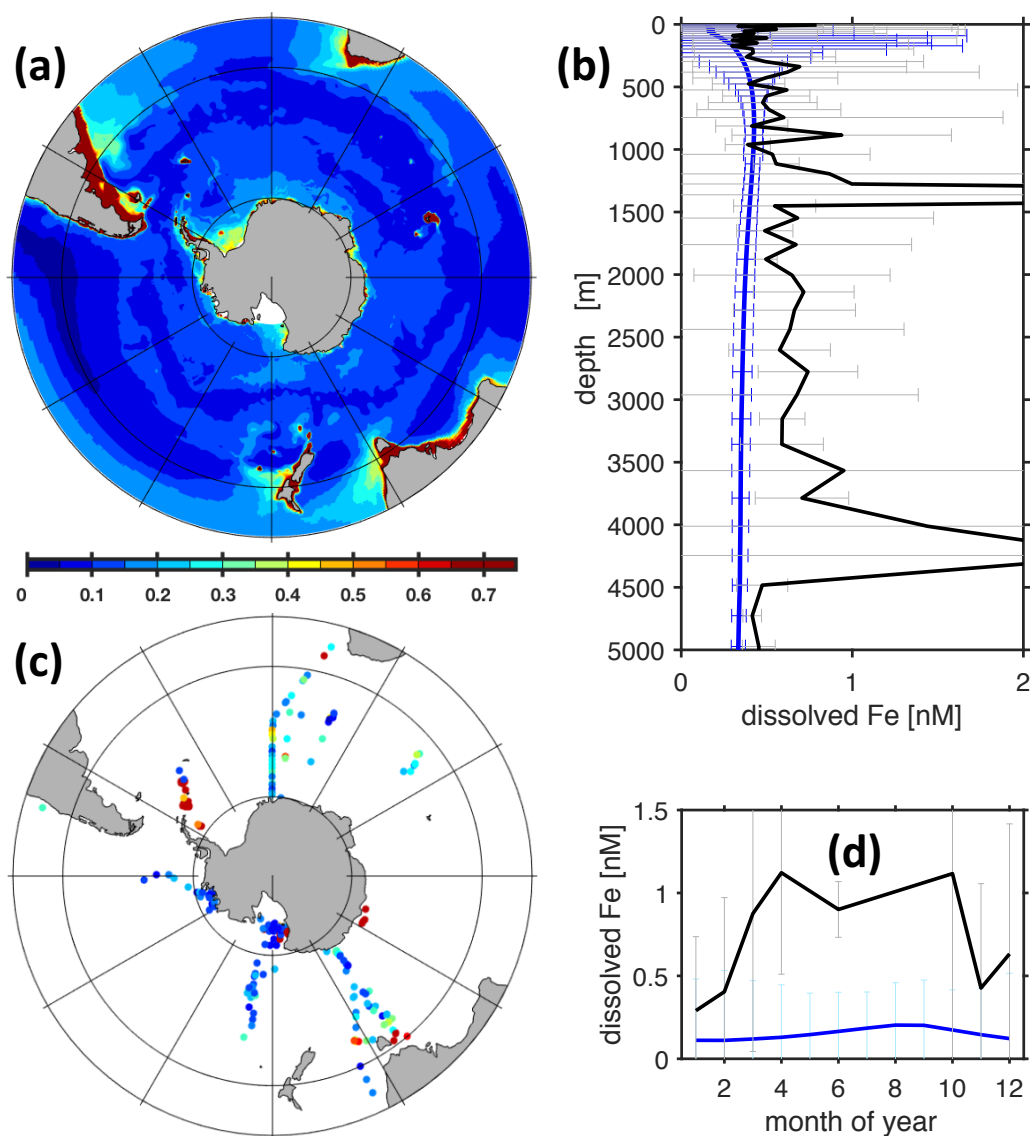 (a)
0 0.1 0.2 0.3 0.4 0.5 0.6 0.7
(b)
0
500
1000
1500
2000
2500
3000
3500
4000
4500
5000
depth [m]
0 1 2
dissolved Fe [nM]
(c)
(d)
1.5
1
0.5
0
dissolved Fe [nM]
2 4 6 8 10 12
month of year